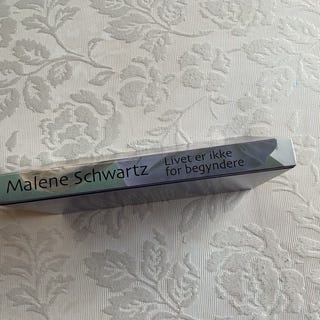 Malene Schwartz
Livet er ikke
for begyndere